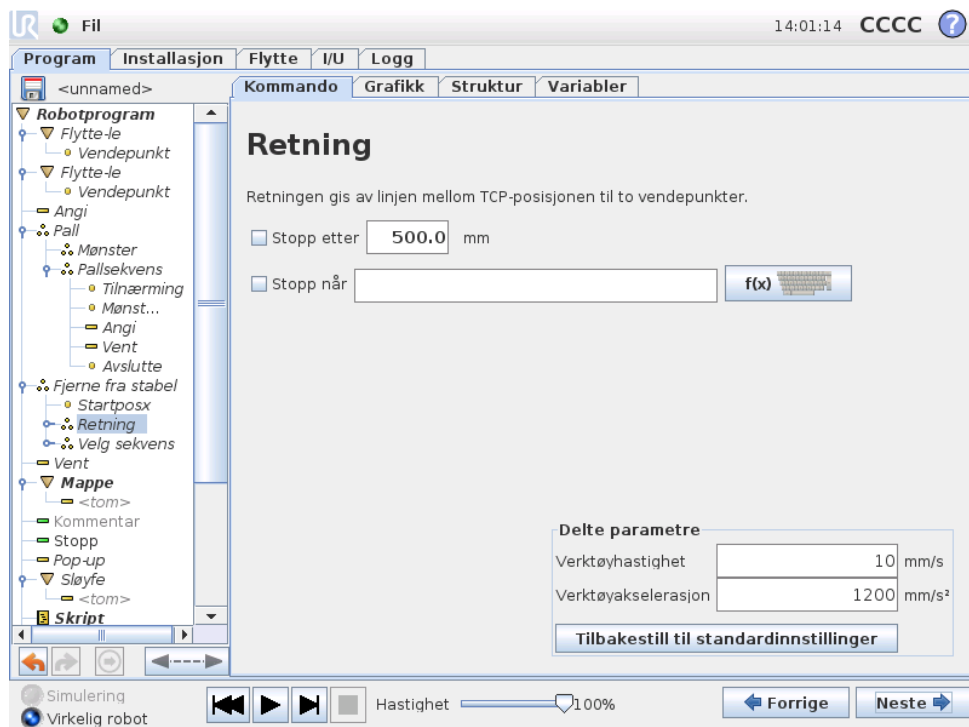 UR Fil 14:01:14 CCCC ?
Program Installasjon Flytte I/U Logg
<unnamed> Kommando Grafikk Struktur Variabler
Robotprogram
Flytte-le
Vendepunkt
Flytte-le
Vendepunkt
Angi
Pall
Mønster
Pallsekvens
Tilnærming
Mønst...
Angi
Vent
Avslutte
Fjerne fra stabel
Startposx
Retning
Velg sekvens
Vent
Mappe
<tom>
Kommentar
Stopp
Pop-up
Sløyfe
<tom>
Skript
Retning
Retningen gis av linjen mellom TCP-posisjonen til to vendepunkter.
Stopp etter 500.0 mm
Stopp når f(x)
Delte parametre
Verktøyhastighet 10 mm/s
Verktøyakselerasjon 1200 mm/s²
Tilbakestill til standardinnstillinger
Simulering
Virkelig robot
Hastighet 100%
Forrige Neste